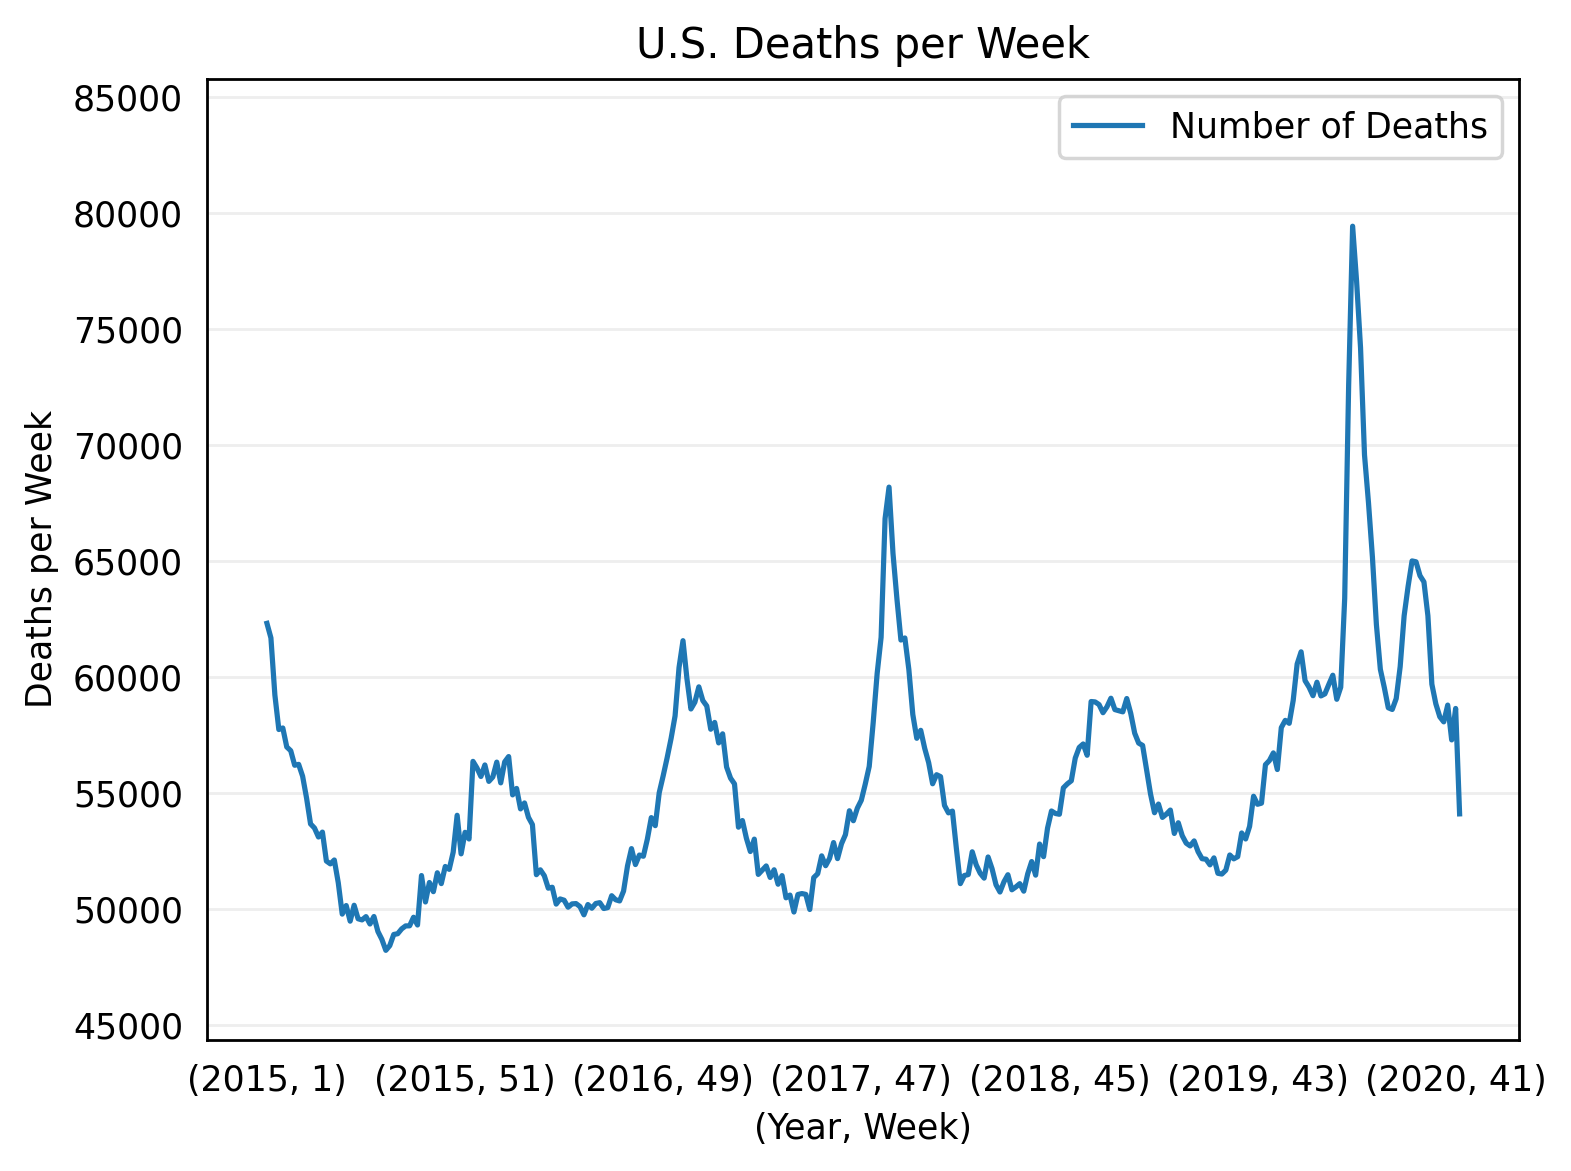 U.S. Deaths per Week
Number of Deaths
85000
80000
75000
70000
65000
60000
55000
50000
45000
Deaths per Week
(2015, 1) (2015, 51) (2016, 49) (2017, 47) (2018, 45) (2019, 43) (2020, 41)
(Year, Week)